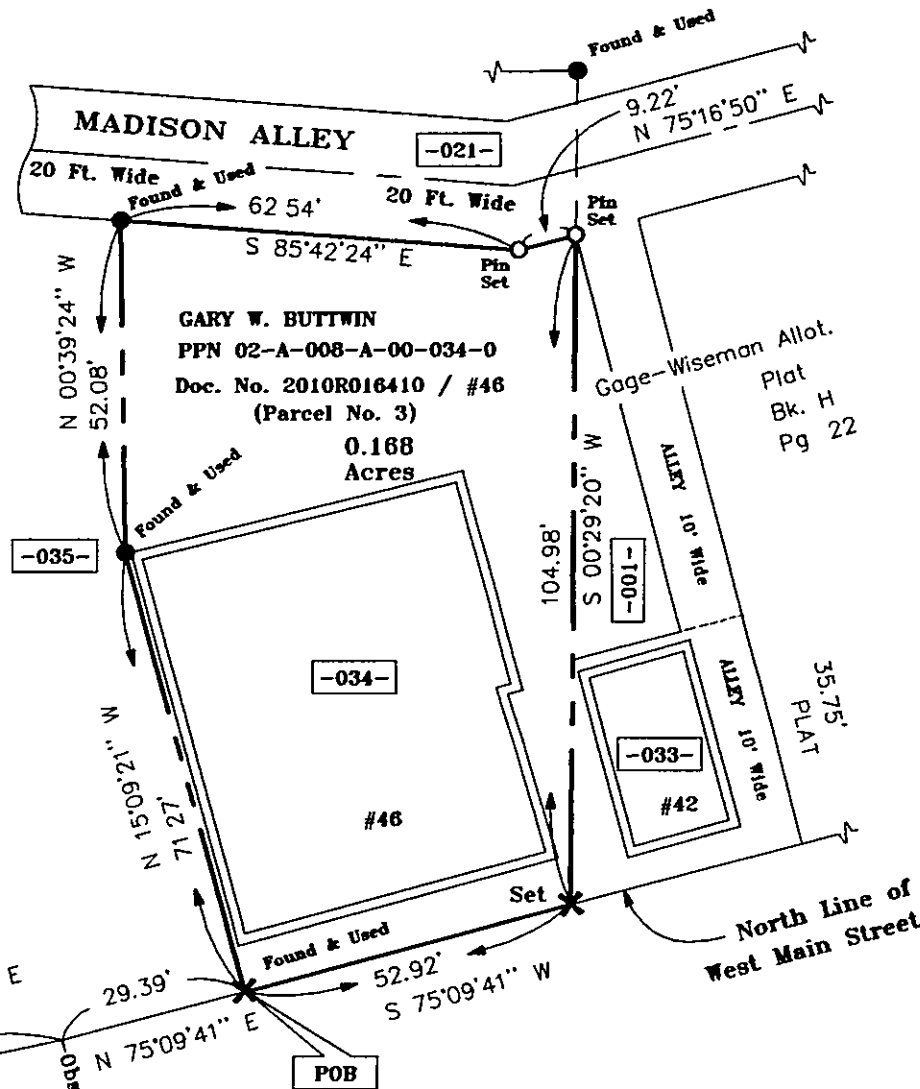 Found & Used
9.22'
N 75°16'50" E
MADISON ALLEY
-021-
20 Ft. Wide
Found & Used
20 Ft. Wide
Pin
Set
62 54'
S 85°42'24" E
Pin
Set
N 00°39'24" W
52.08'
GARY W. BUTTWIN
PPN 02-A-008-A-00-034-0
Doc. No. 2010R016410 / #46
(Parcel No. 3)
0.168
Acres
Gage-Wiseman Allot.
Plat
Bk. H
Pg 22
Found & Used
-035-
104.98'
S 00°29'20" W
-001-
ALLEY 10' Wide
-034-
ALLEY 10' Wide
35.75'
PLAT
-033-
#42
N 15°09'21" W
71 27'
#46
Set
North Line of
West Main Street
Found & Used
E
29.39'
52.92'
S 75°09'41" W
N 75°09'41" E
POB